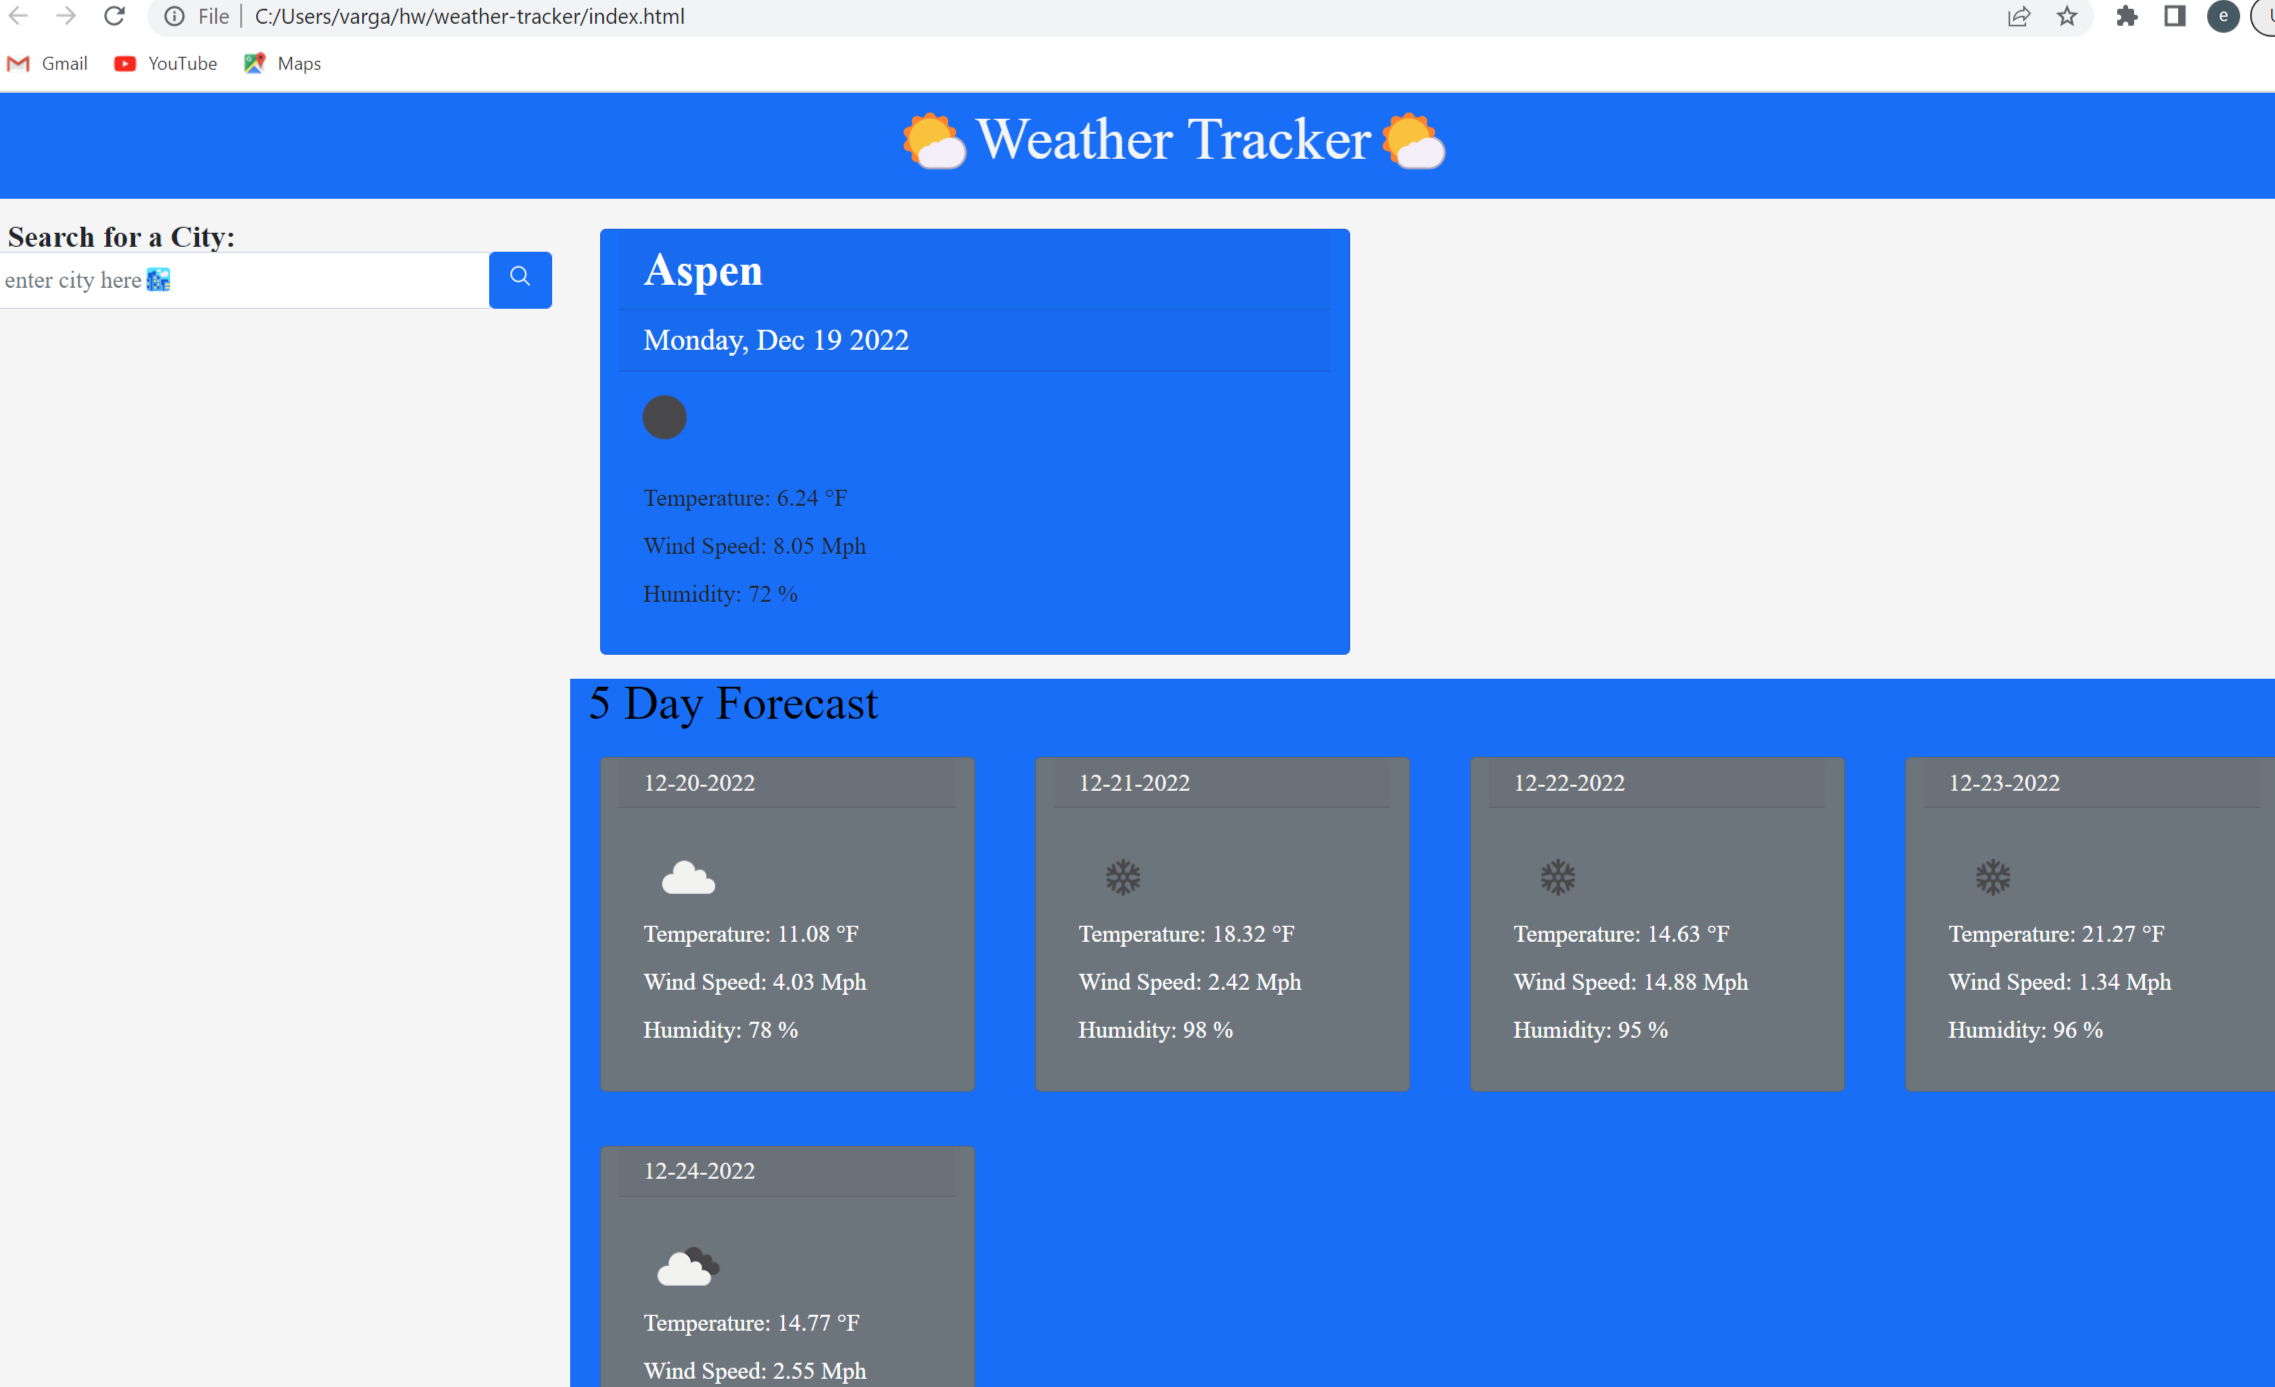 File C:/Users/varga/hw/weather-tracker/index.html e
Gmail YouTube Maps
Weather Tracker
Search for a City:
enter city here
Aspen
Monday, Dec 19 2022
Temperature: 6.24 °F
Wind Speed: 8.05 Mph
Humidity: 72 %
5 Day Forecast
12-20-2022
Temperature: 11.08 °F
Wind Speed: 4.03 Mph
Humidity: 78 %
12-21-2022
Temperature: 18.32 °F
Wind Speed: 2.42 Mph
Humidity: 98 %
12-22-2022
Temperature: 14.63 °F
Wind Speed: 14.88 Mph
Humidity: 95 %
12-23-2022
Temperature: 21.27 °F
Wind Speed: 1.34 Mph
Humidity: 96 %
12-24-2022
Temperature: 14.77 °F
Wind Speed: 2.55 Mph